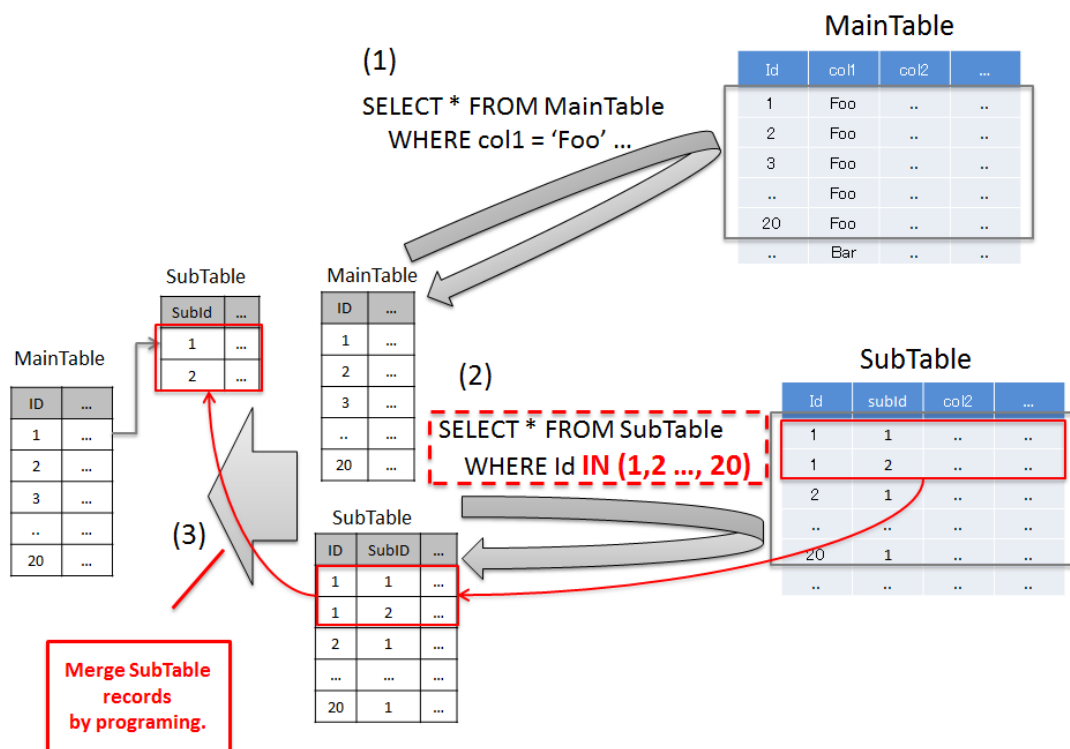 MainTable
Id col1 col2 ...
1 Foo .. ..
2 Foo .. ..
3 Foo .. ..
.. Foo .. ..
20 Foo .. ..
.. Bar .. ..
(1)
SELECT * FROM MainTable
WHERE col1 = ‘Foo’ ...
SubTable
SubId ...
1 ...
2 ...
MainTable
ID ...
1 ...
2 ...
3 ...
.. ...
20 ...
MainTable
ID ...
1 ...
2 ...
3 ...
.. ...
20 ...
(2)
SELECT * FROM SubTable
WHERE Id IN (1,2 ..., 20)
SubTable
Id subId col2 ...
1 1 .. ..
1 2 .. ..
2 1 .. ..
.. .. .. ..
20 1 .. ..
.. .. .. ..
(3)
SubTable
ID SubID ...
1 1 ...
1 2 ...
2 1 ...
... ... ...
20 1 ...
Merge SubTable
records
by programing.